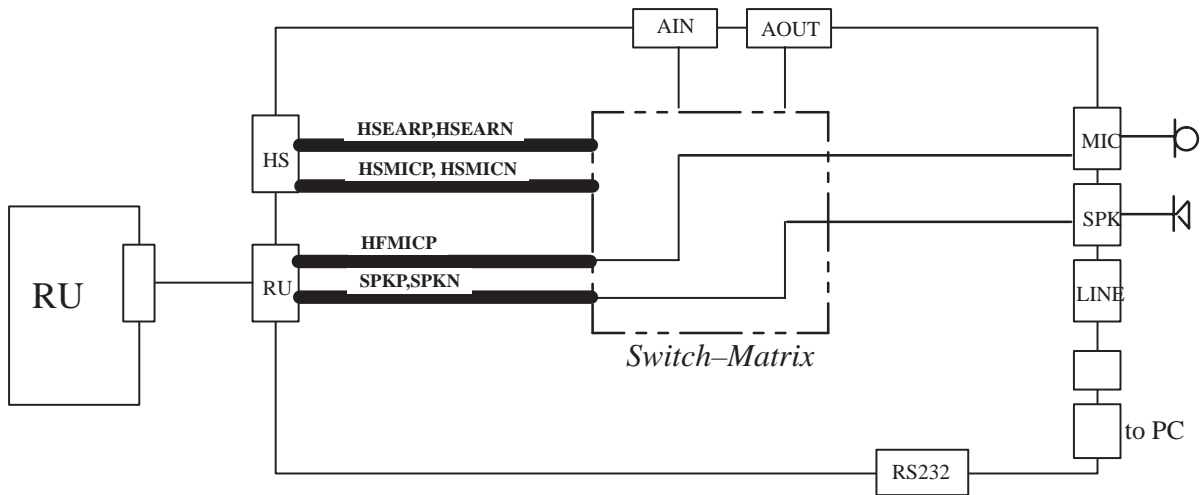 AIN
AOUT
HSEARP,HSEARN
HS
MIC
HSMICP, HSMICN
SPK
HFMICP
RU
RU
SPKP,SPKN
LINE
Switch–Matrix
to PC
RS232